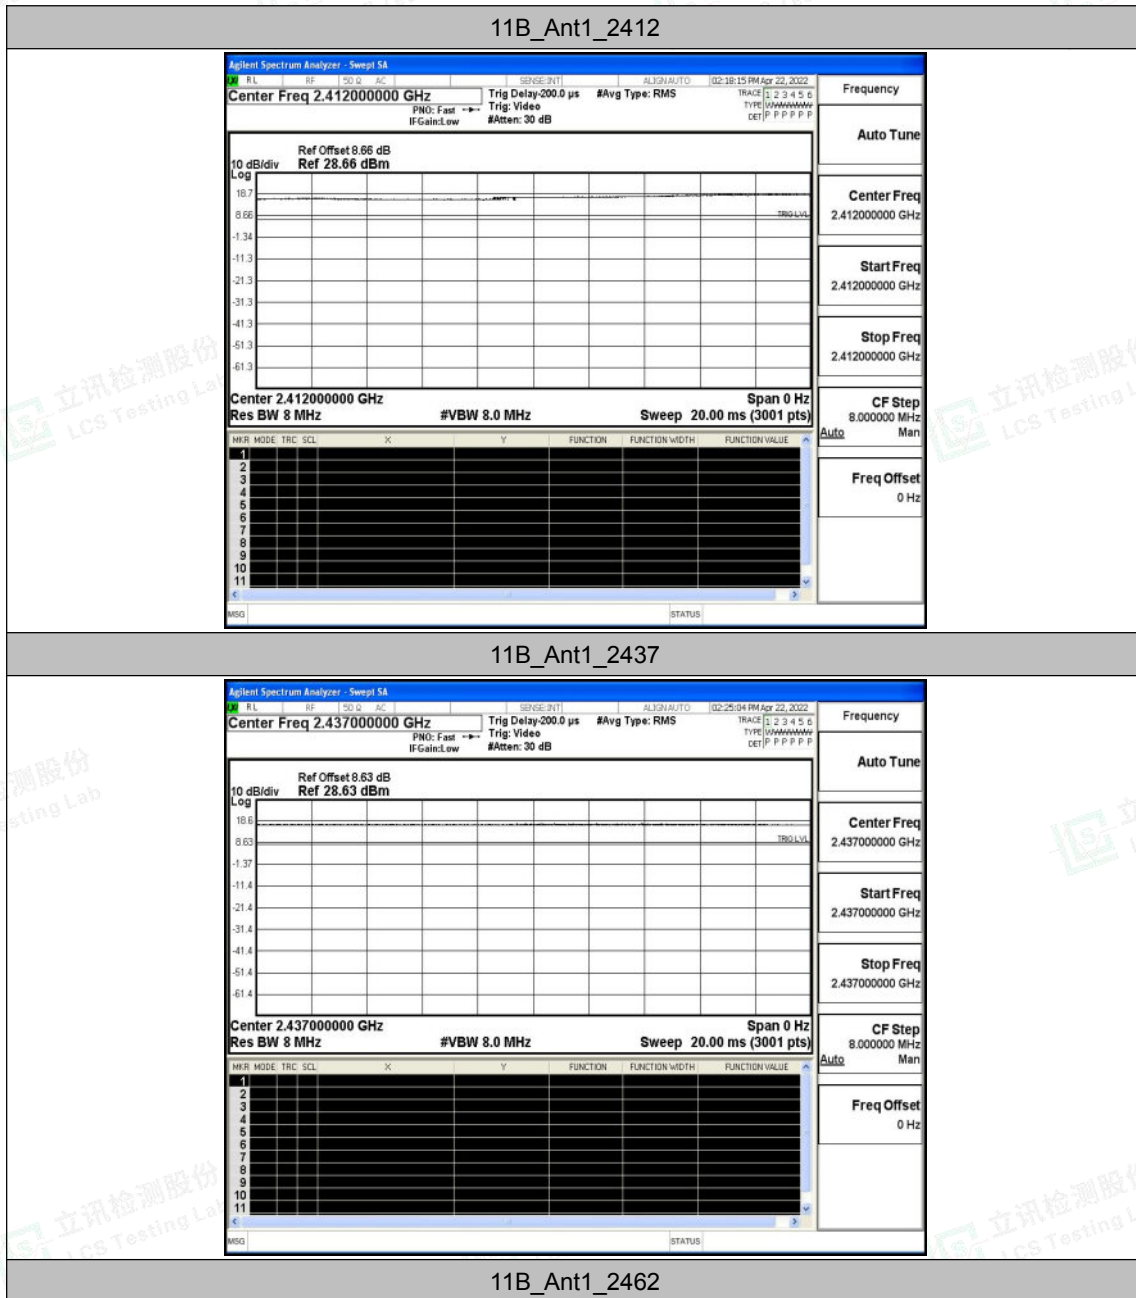 11B_Ant1_2412
Agilent Spectrum Analyzer - Swept SA
RL RF 50 Ω AC SENSE:INT ALIGNAUTO 02:18:15 PM Apr 22, 2022
Center Freq 2.412000000 GHz Trig Delay-200.0 µs #Avg Type: RMS TRACE 1 2 3 4 5 6
PNO: Fast Trig: Video TYPE
IFGain:Low #Atten: 30 dB DET P P P P P P
Frequency
Auto Tune
Ref Offset 8.66 dB
10 dB/div Ref 28.66 dBm
Log
18.7
8.66
-1.34
-11.3
-21.3
-31.3
-41.3
-51.3
-61.3
TRIG LVL
Center Freq
2.412000000 GHz
Start Freq
2.412000000 GHz
Stop Freq
2.412000000 GHz
Center 2.412000000 GHz Span 0 Hz
Res BW 8 MHz #VBW 8.0 MHz Sweep 20.00 ms (3001 pts)
CF Step
8.000000 MHz
Auto Man
MKR MODE TRC SCL X Y FUNCTION FUNCTION WIDTH FUNCTION VALUE
1
2
3
4
5
6
7
8
9
10
11
Freq Offset
0 Hz
MSG STATUS
11B_Ant1_2437
Agilent Spectrum Analyzer - Swept SA
RL RF 50 Ω AC SENSE:INT ALIGNAUTO 02:25:04 PM Apr 22, 2022
Center Freq 2.437000000 GHz Trig Delay-200.0 µs #Avg Type: RMS TRACE 1 2 3 4 5 6
PNO: Fast Trig: Video TYPE
IFGain:Low #Atten: 30 dB DET P P P P P P
Frequency
Auto Tune
Ref Offset 8.63 dB
10 dB/div Ref 28.63 dBm
Log
18.6
8.63
-1.37
-11.4
-21.4
-31.4
-41.4
-51.4
-61.4
TRIG LVL
Center Freq
2.437000000 GHz
Start Freq
2.437000000 GHz
Stop Freq
2.437000000 GHz
Center 2.437000000 GHz Span 0 Hz
Res BW 8 MHz #VBW 8.0 MHz Sweep 20.00 ms (3001 pts)
CF Step
8.000000 MHz
Auto Man
MKR MODE TRC SCL X Y FUNCTION FUNCTION WIDTH FUNCTION VALUE
1
2
3
4
5
6
7
8
9
10
11
Freq Offset
0 Hz
MSG STATUS
11B_Ant1_2462
立讯检测股份
LCS Testing Lab